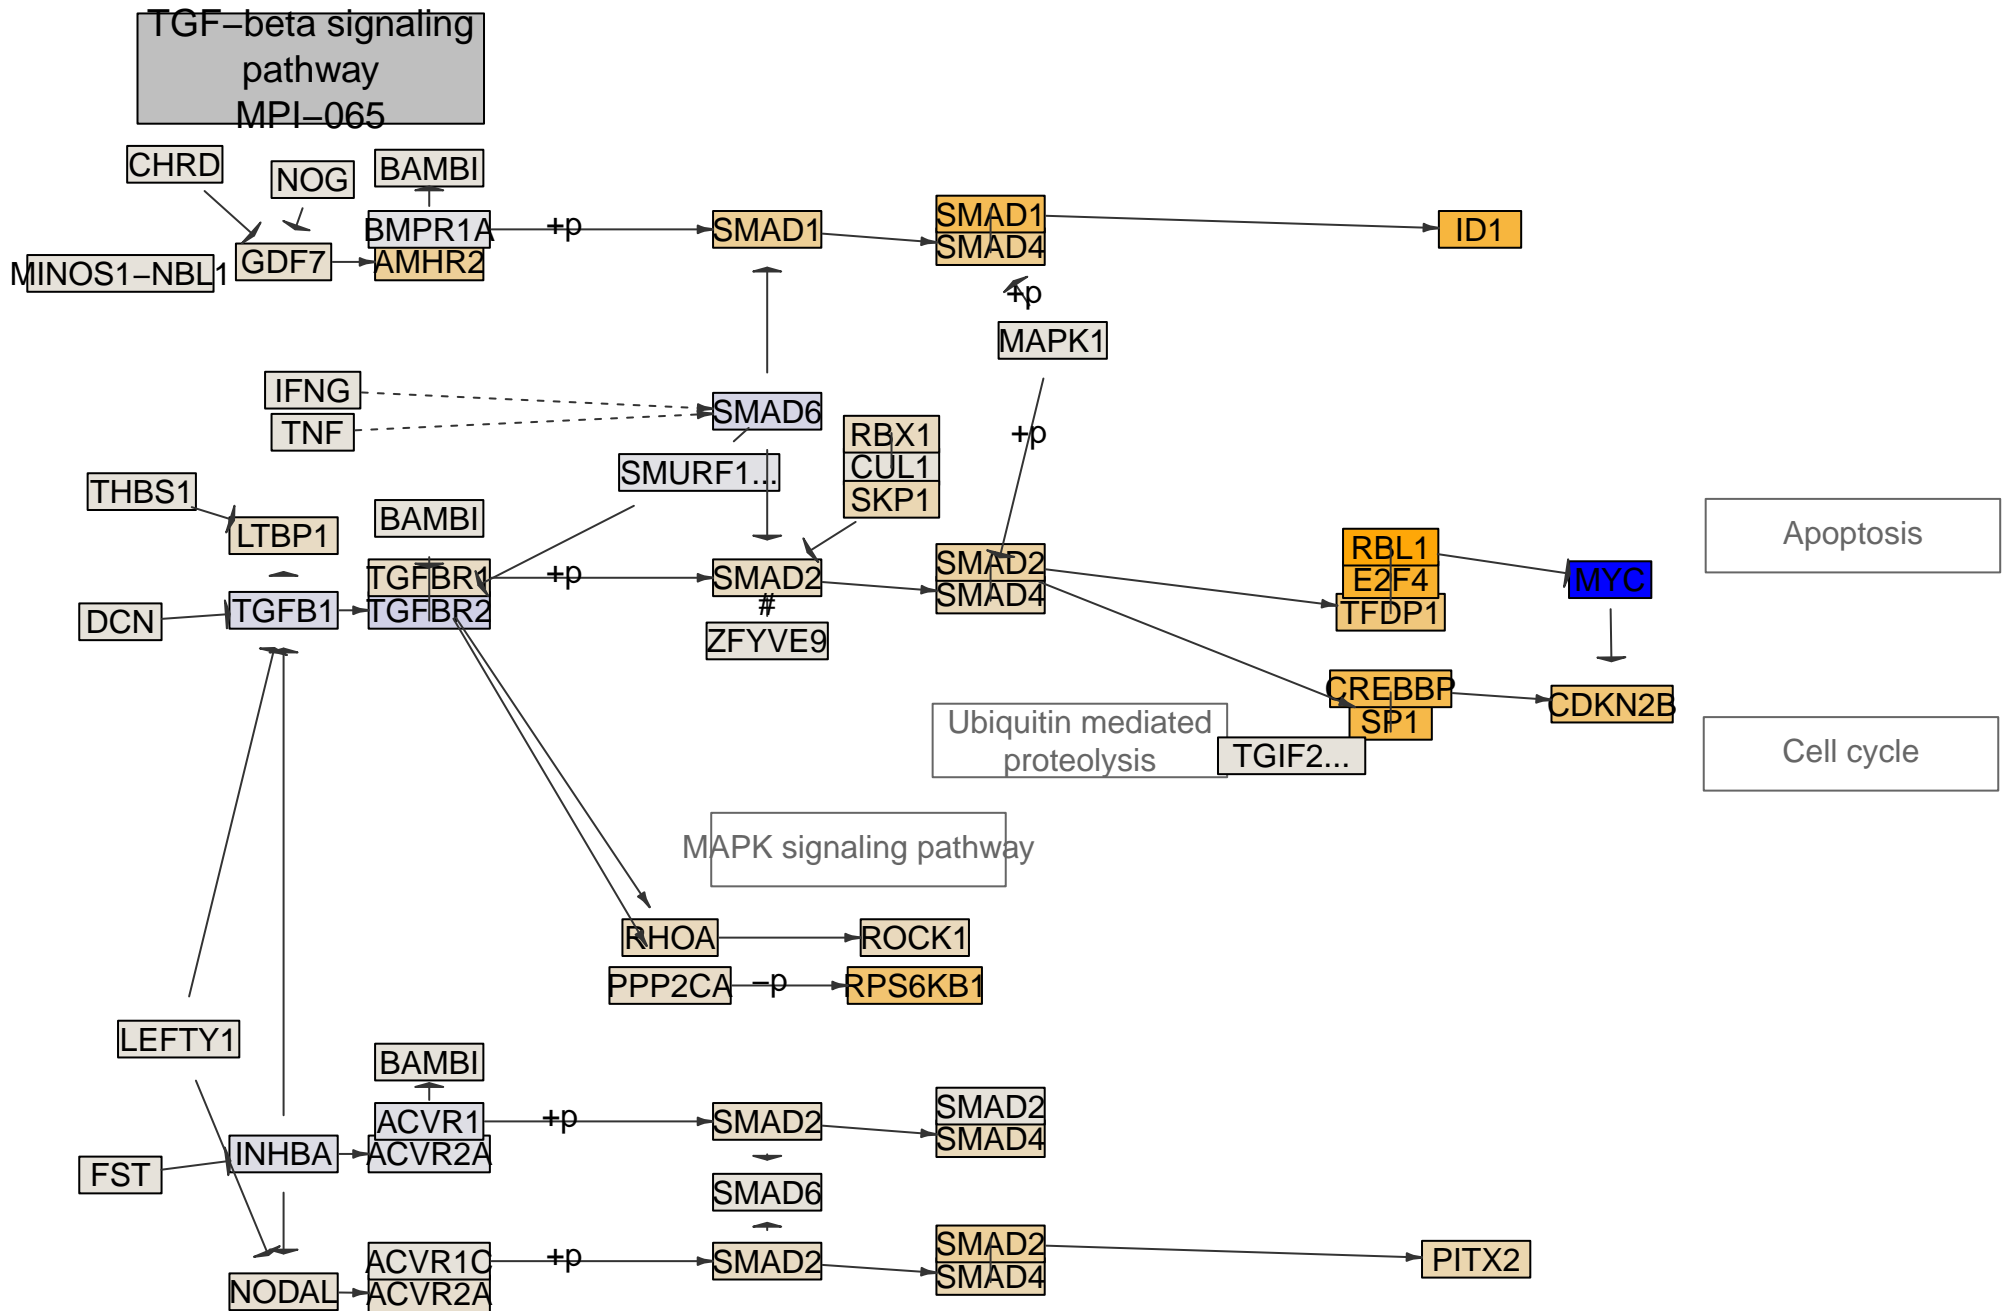 TGF−beta signaling
pathway
MPI−065
CHRD
NOG
BAMBI
BMPR1A
+p
SMAD1
SMAD1
SMAD4
ID1
MINOS1−NBL1
GDF7
AMHR2
+p
MAPK1
IFNG
TNF
SMAD6
RBX1
CUL1
SKP1
+p
SMURF1...
THBS1
LTBP1
BAMBI
TGFBR1
TGFBR2
+p
SMAD2
#
ZFYVE9
SMAD2
SMAD4
RBL1
E2F4
TFDP1
MYC
Apoptosis
DCN
TGFB1
CREBBP
SP1
CDKN2B
Ubiquitin mediated
proteolysis
TGIF2...
Cell cycle
MAPK signaling pathway
RHOA
ROCK1
PPP2CA
−p
RPS6KB1
LEFTY1
BAMBI
ACVR1
ACVR2A
+p
SMAD2
SMAD2
SMAD4
INHBA
FST
SMAD6
ACVR1C
ACVR2A
+p
SMAD2
SMAD2
SMAD4
PITX2
NODAL